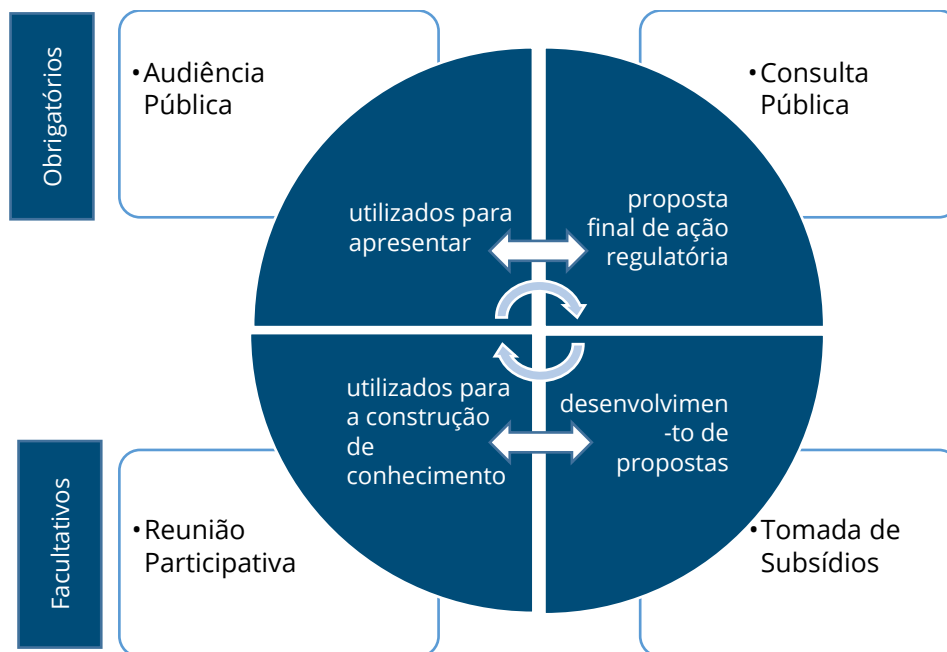 Obrigatórios
•Audiência
Pública
•Consulta
Pública
utilizados para
apresentar
proposta
final de ação
regulatória
utilizados para
a construção
de
conhecimento
desenvolvimen
-to de
propostas
Facultativos
•Reunião
Participativa
•Tomada de
Subsídios